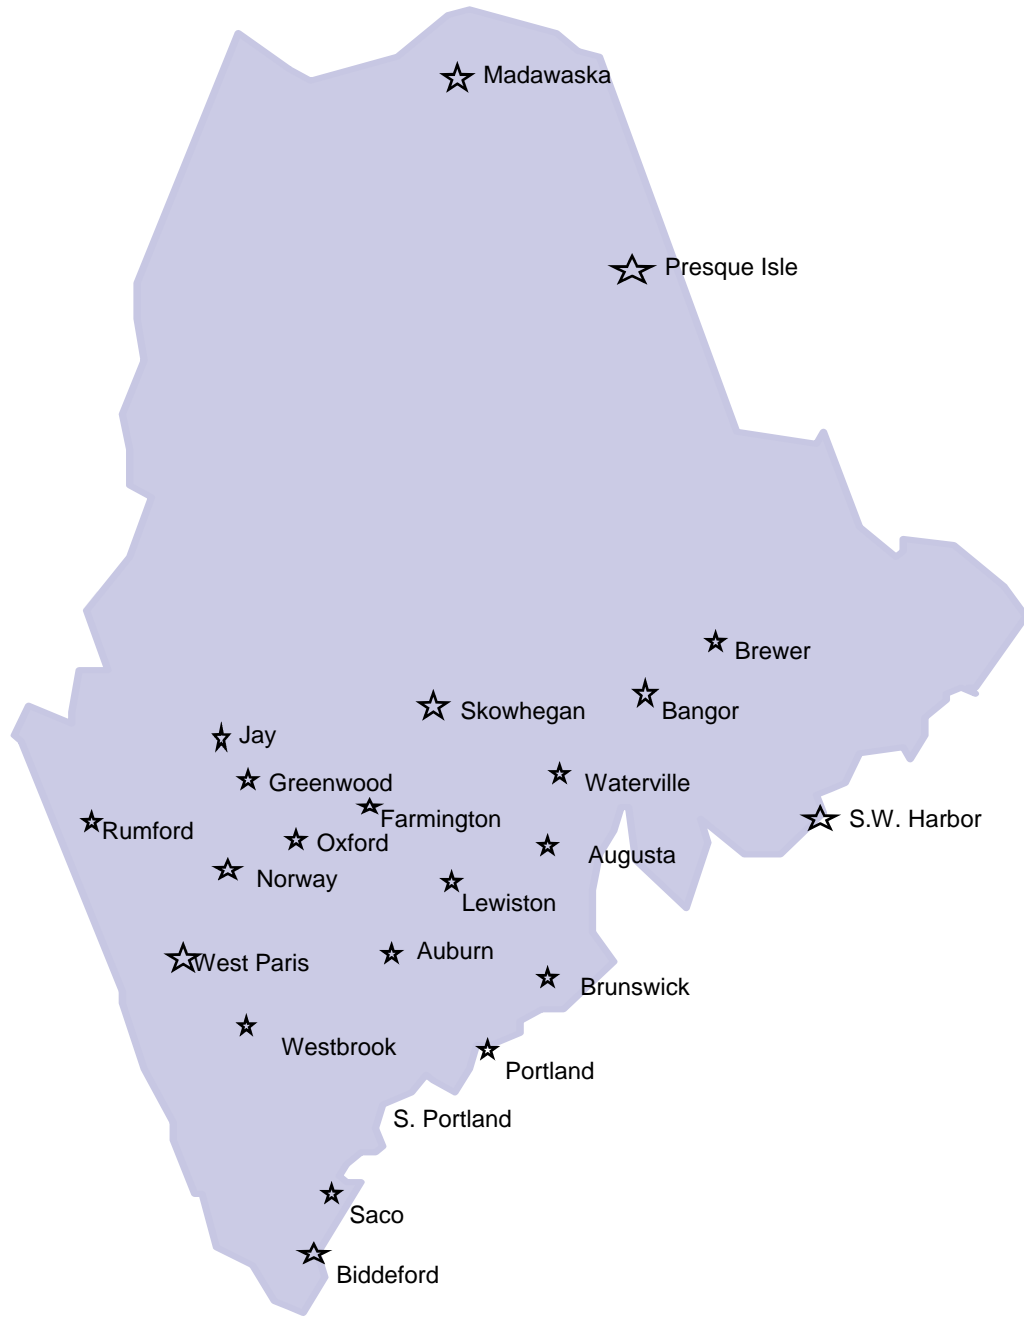 Madawaska
Presque Isle
Brewer
Bangor
Skowhegan
Jay
Greenwood
Waterville
Farmington
S.W. Harbor
Rumford
Oxford
Augusta
Norway
Lewiston
Auburn
West Paris
Brunswick
Westbrook
Portland
S. Portland
Saco
Biddeford